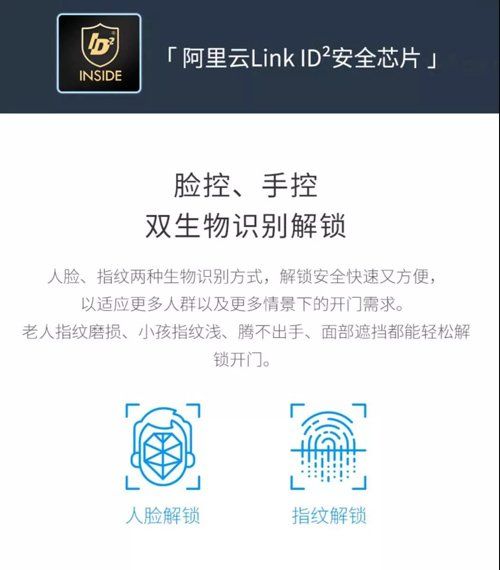 ID²
INSIDE
「 阿里云Link ID²安全芯片 」
脸控、手控
双生物识别解锁
人脸、指纹两种生物识别方式，解锁安全快速又方便，
以适应更多人群以及更多情景下的开门需求。
老人指纹磨损、小孩指纹浅、腾不出手、面部遮挡都能轻松解
锁开门。
人脸解锁
指纹解锁